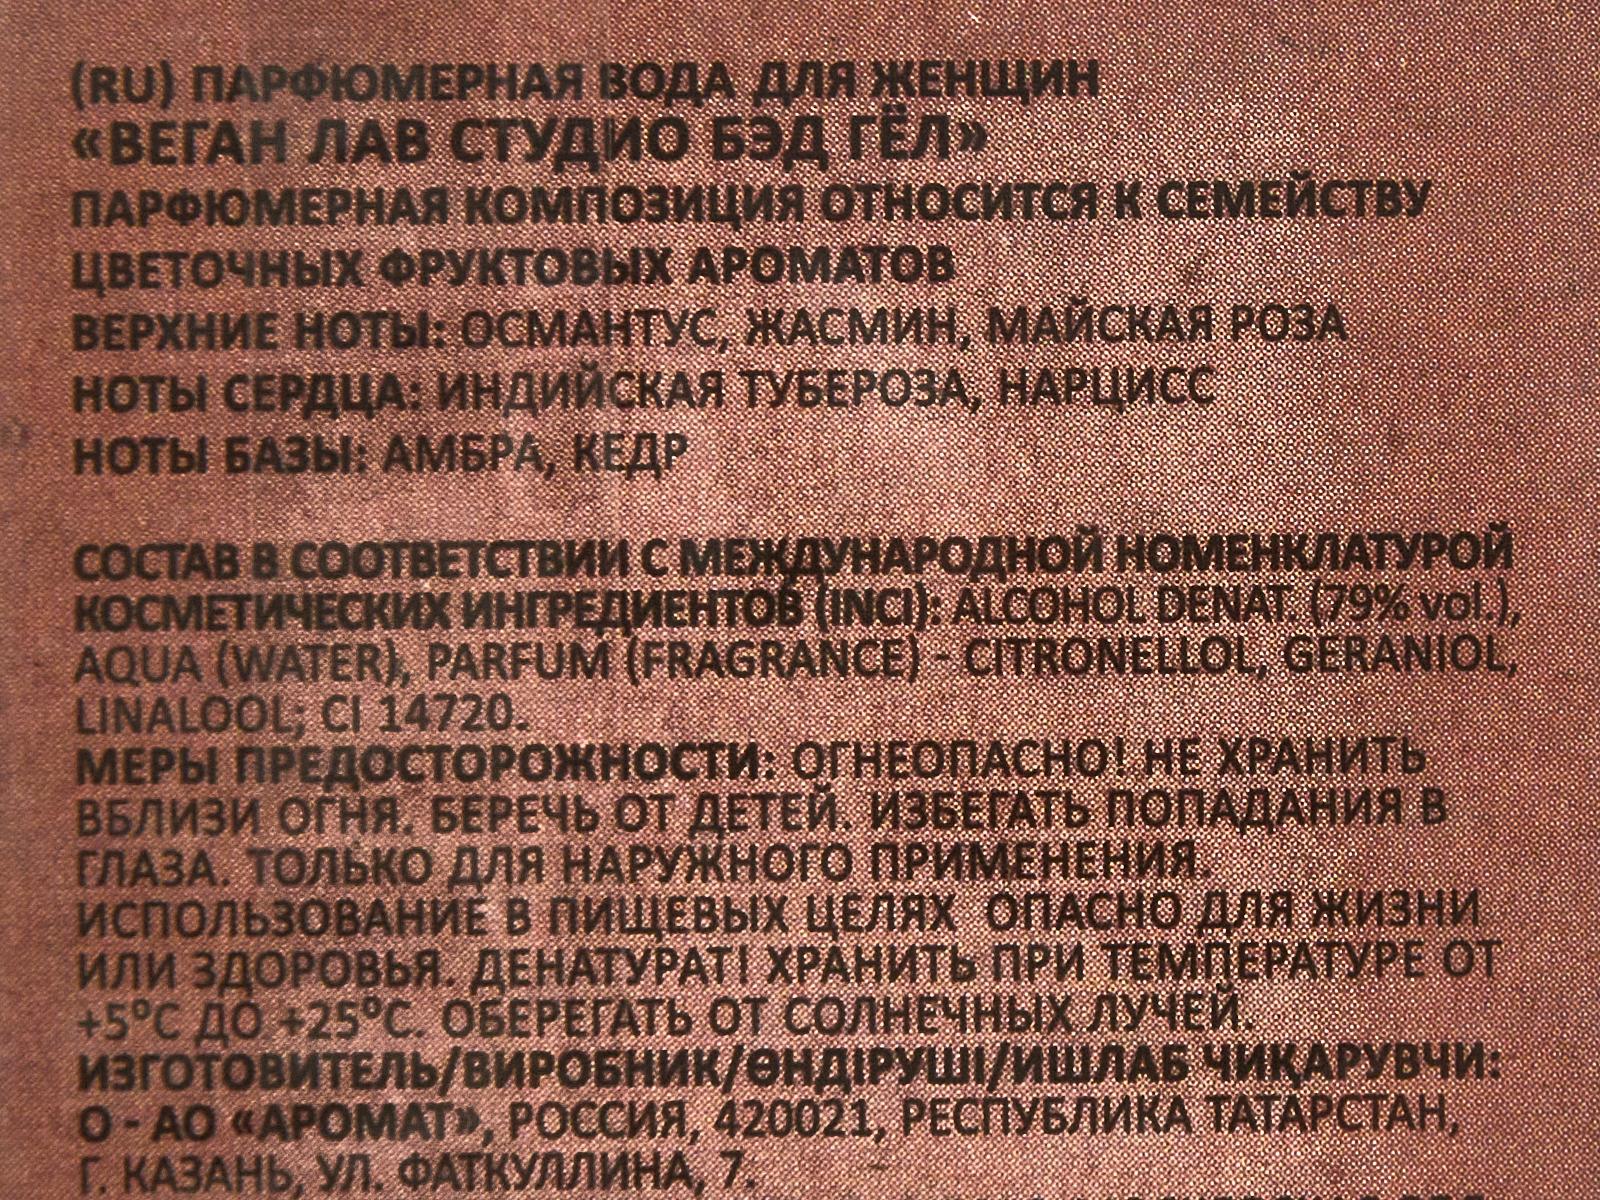 (RU) ПАРФЮМЕРНАЯ ВОДА ДЛЯ ЖЕНЩИН
«ВЕГАН ЛАВ СТУДИО БЭД ГЁЛ»
ПАРФЮМЕРНАЯ КОМПОЗИЦИЯ ОТНОСИТСЯ К СЕМЕЙСТВУ
ЦВЕТОЧНЫХ ФРУКТОВЫХ АРОМАТОВ
ВЕРХНИЕ НОТЫ: ОСМАНТУС, ЖАСМИН, МАЙСКАЯ РОЗА
НОТЫ СЕРДЦА: ИНДИЙСКАЯ ТУБЕРОЗА, НАРЦИСС
НОТЫ БАЗЫ: АМБРА, КЕДР
СОСТАВ В СООТВЕТСТВИИ С МЕЖДУНАРОДНОЙ НОМЕНКЛАТУРОЙ
КОСМЕТИЧЕСКИХ ИНГРЕДИЕНТОВ (INCI): ALCOHOL DENAT. (79% vol.),
AQUA (WATER), PARFUM (FRAGRANCE) - CITRONELLOL, GERANIOL,
LINALOOL; CI 14720.
МЕРЫ ПРЕДОСТОРОЖНОСТИ: ОГНЕОПАСНО! НЕ ХРАНИТЬ
ВБЛИЗИ ОГНЯ. БЕРЕЧЬ ОТ ДЕТЕЙ. ИЗБЕГАТЬ ПОПАДАНИЯ В
ГЛАЗА. ТОЛЬКО ДЛЯ НАРУЖНОГО ПРИМЕНЕНИЯ.
ИСПОЛЬЗОВАНИЕ В ПИЩЕВЫХ ЦЕЛЯХ ОПАСНО ДЛЯ ЖИЗНИ
ИЛИ ЗДОРОВЬЯ. ДЕНАТУРАТ! ХРАНИТЬ ПРИ ТЕМПЕРАТУРЕ ОТ
+5°C ДО +25°C. ОБЕРЕГАТЬ ОТ СОЛНЕЧНЫХ ЛУЧЕЙ.
ИЗГОТОВИТЕЛЬ/ВИРОБНИК/ӨНДІРУШІ/ИШЛАБ ЧИҚАРУВЧИ:
О - АО «АРОМАТ», РОССИЯ, 420021, РЕСПУБЛИКА ТАТАРСТАН,
Г. КАЗАНЬ, УЛ. ФАТКУЛЛИНА, 7.